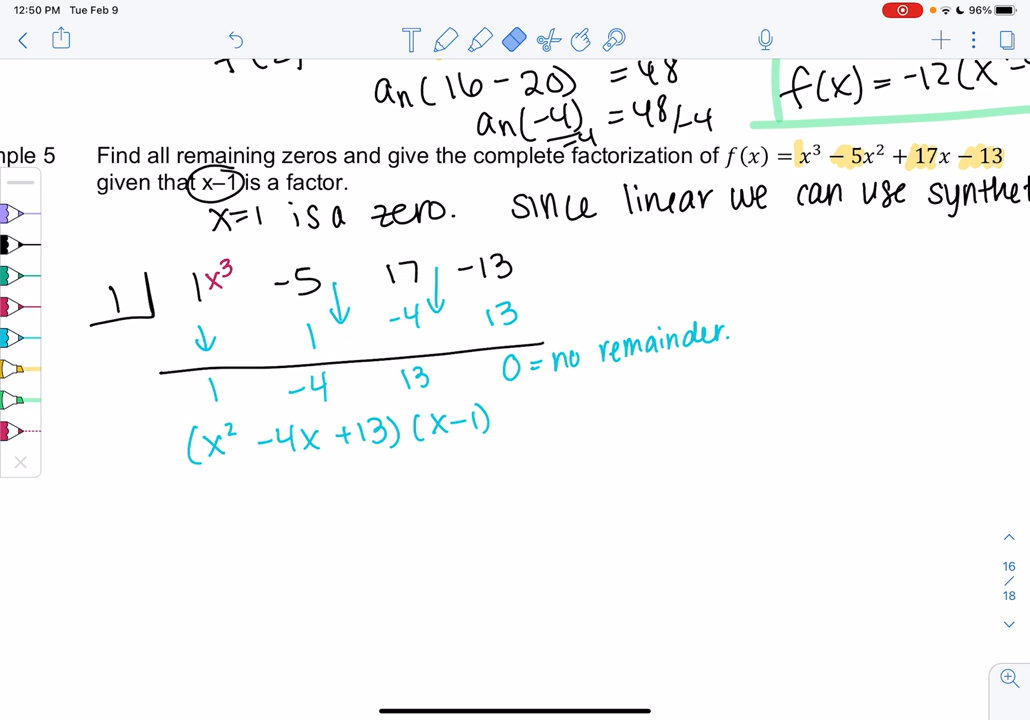 12:50 PM Tue Feb 9
96%
an(16-20) = 48
an(-4) = 48/-4
-4
f(x) = -12(x
mple 5
Find all remaining zeros and give the complete factorization of f(x) = x³ − 5x² + 17x − 13
given that x–1 is a factor.
x=1 is a zero. since linear we can use synthet
1 1x³ -5 17 -13
1 -4 13
1 -4 13 0 = no remainder.
(x² -4x +13)(x-1)
16
/
18